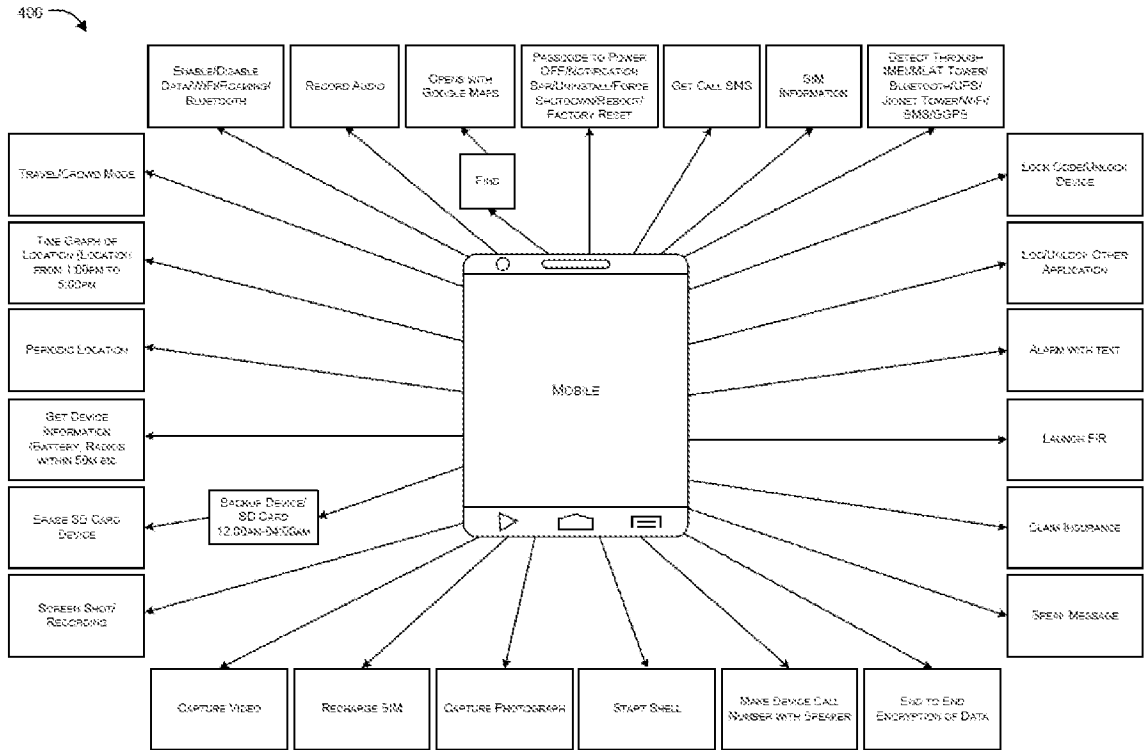 400
ENABLE/DISABLE
DATA/WIFI/ROAMING/
BLUETOOTH
RECORD AUDIO
OPENS WITH
GOOGLE MAPS
PASSCODE TO POWER
OFF/NOTIFICATION
BAR/UNINSTALL/FORCE
SHUTDOWN/REBOOT/
FACTORY RESET
GET CALL SMS
SIM
INFORMATION
DETECT THROUGH
IMEI/MLAT TOWER/
BLUETOOTH/GPS/
JIONET TOWER/WIFI/
SMS/GGPS
TRAVEL/CROWD MODE
FIND
LOCK CODE/UNLOCK
DEVICE
TIME GRAPH OF
LOCATION (LOCATION
FROM 1:00PM TO
5:00PM
LOG/UNLOCK OTHER
APPLICATION
PERIODIC LOCATION
MOBILE
ALARM WITH TEXT
GET DEVICE
INFORMATION
(BATTERY, RADIUS
WITHIN 50M ETC
LAUNCH FIR
ERASE SD CARD
DEVICE
BACKUP DEVICE/
SD CARD
12:00AM-04:00AM
CLAIM INSURANCE
SCREEN SHOT/
RECORDING
SPEAK MESSAGE
CAPTURE VIDEO
RECHARGE SIM
CAPTURE PHOTOGRAPH
START SHELL
MAKE DEVICE CALL
NUMBER WITH SPEAKER
END TO END
ENCRYPTION OF DATA